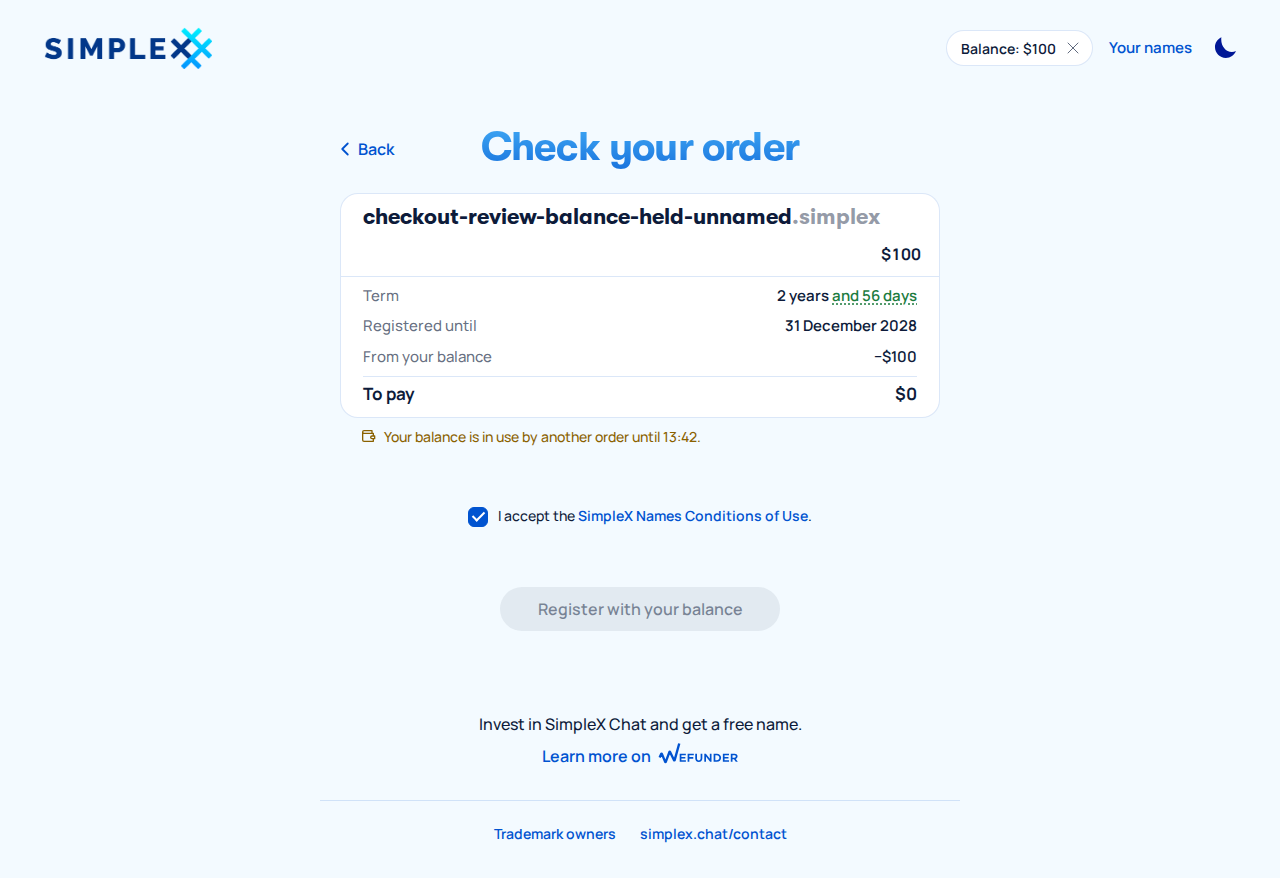 SIMPLEX
Balance: $100
Your names
Back
Check your order
checkout-review-balance-held-unnamed.simplex
$100
Term 2 years and 56 days
Registered until 31 December 2028
From your balance −$100
To pay $0
Your balance is in use by another order until 13:42.
I accept the SimpleX Names Conditions of Use.
Register with your balance
Invest in SimpleX Chat and get a free name.
Learn more on WEFUNDER
Trademark owners simplex.chat/contact